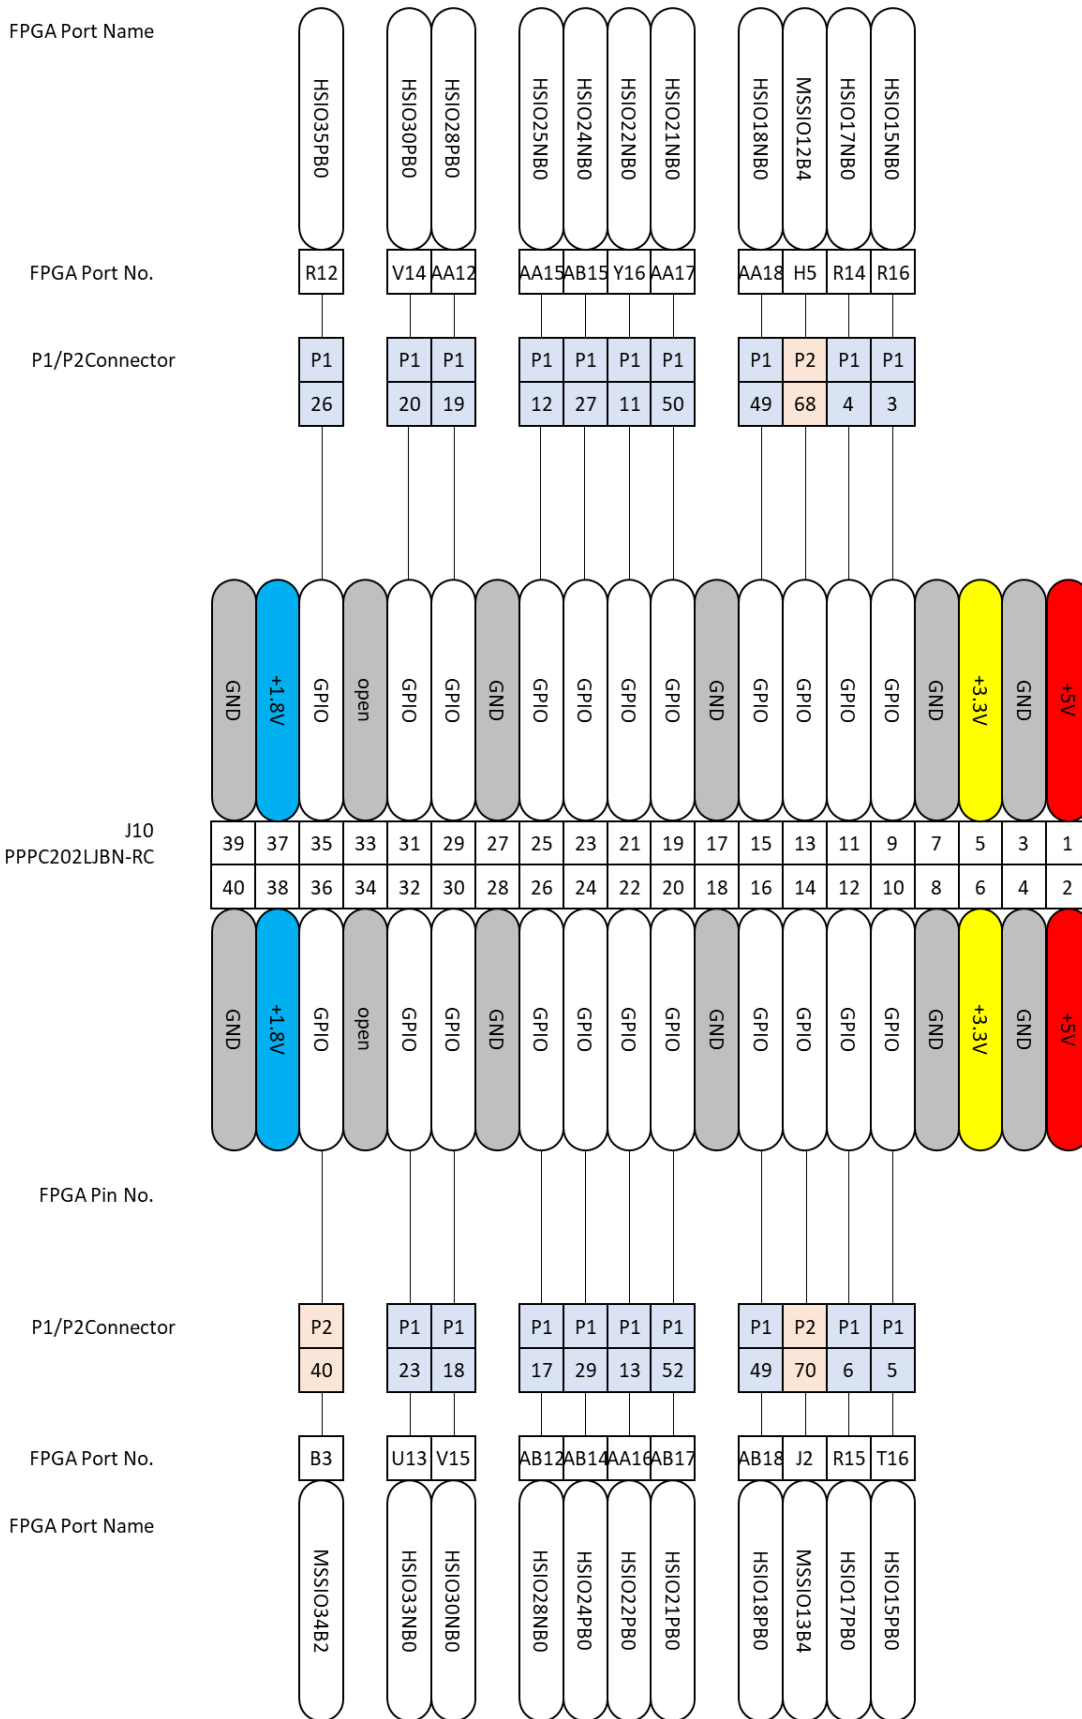 FPGA Port Name
HSIO35PB0 HSIO30PB0 HSIO28PB0 HSIO25NB0 HSIO24NB0 HSIO22NB0 HSIO21NB0 HSIO18NB0 MSSIO12B4 HSIO17NB0 HSIO15NB0
FPGA Port No. R12 V14 AA12 AA15 AB15 Y16 AA17 AA18 H5 R14 R16
P1/P2Connector P1 P1 P1 P1 P1 P1 P1 P1 P2 P1 P1
26 20 19 12 27 11 50 49 68 4 3
GND +1.8V GPIO open GPIO GPIO GND GPIO GPIO GPIO GPIO GND GPIO GPIO GPIO GPIO GND +3.3V GND +5V
J10
PPPC202LJBN-RC
39 37 35 33 31 29 27 25 23 21 19 17 15 13 11 9 7 5 3 1
40 38 36 34 32 30 28 26 24 22 20 18 16 14 12 10 8 6 4 2
GND +1.8V GPIO open GPIO GPIO GND GPIO GPIO GPIO GPIO GND GPIO GPIO GPIO GPIO GND +3.3V GND +5V
FPGA Pin No.
P1/P2Connector P2 P1 P1 P1 P1 P1 P1 P1 P2 P1 P1
40 23 18 17 29 13 52 49 70 6 5
FPGA Port No. B3 U13 V15 AB12 AB14 AA16 AB17 AB18 J2 R15 T16
FPGA Port Name
MSSIO34B2 HSIO33NB0 HSIO30NB0 HSIO28NB0 HSIO24PB0 HSIO22PB0 HSIO21PB0 HSIO18PB0 MSSIO13B4 HSIO17PB0 HSIO15PB0